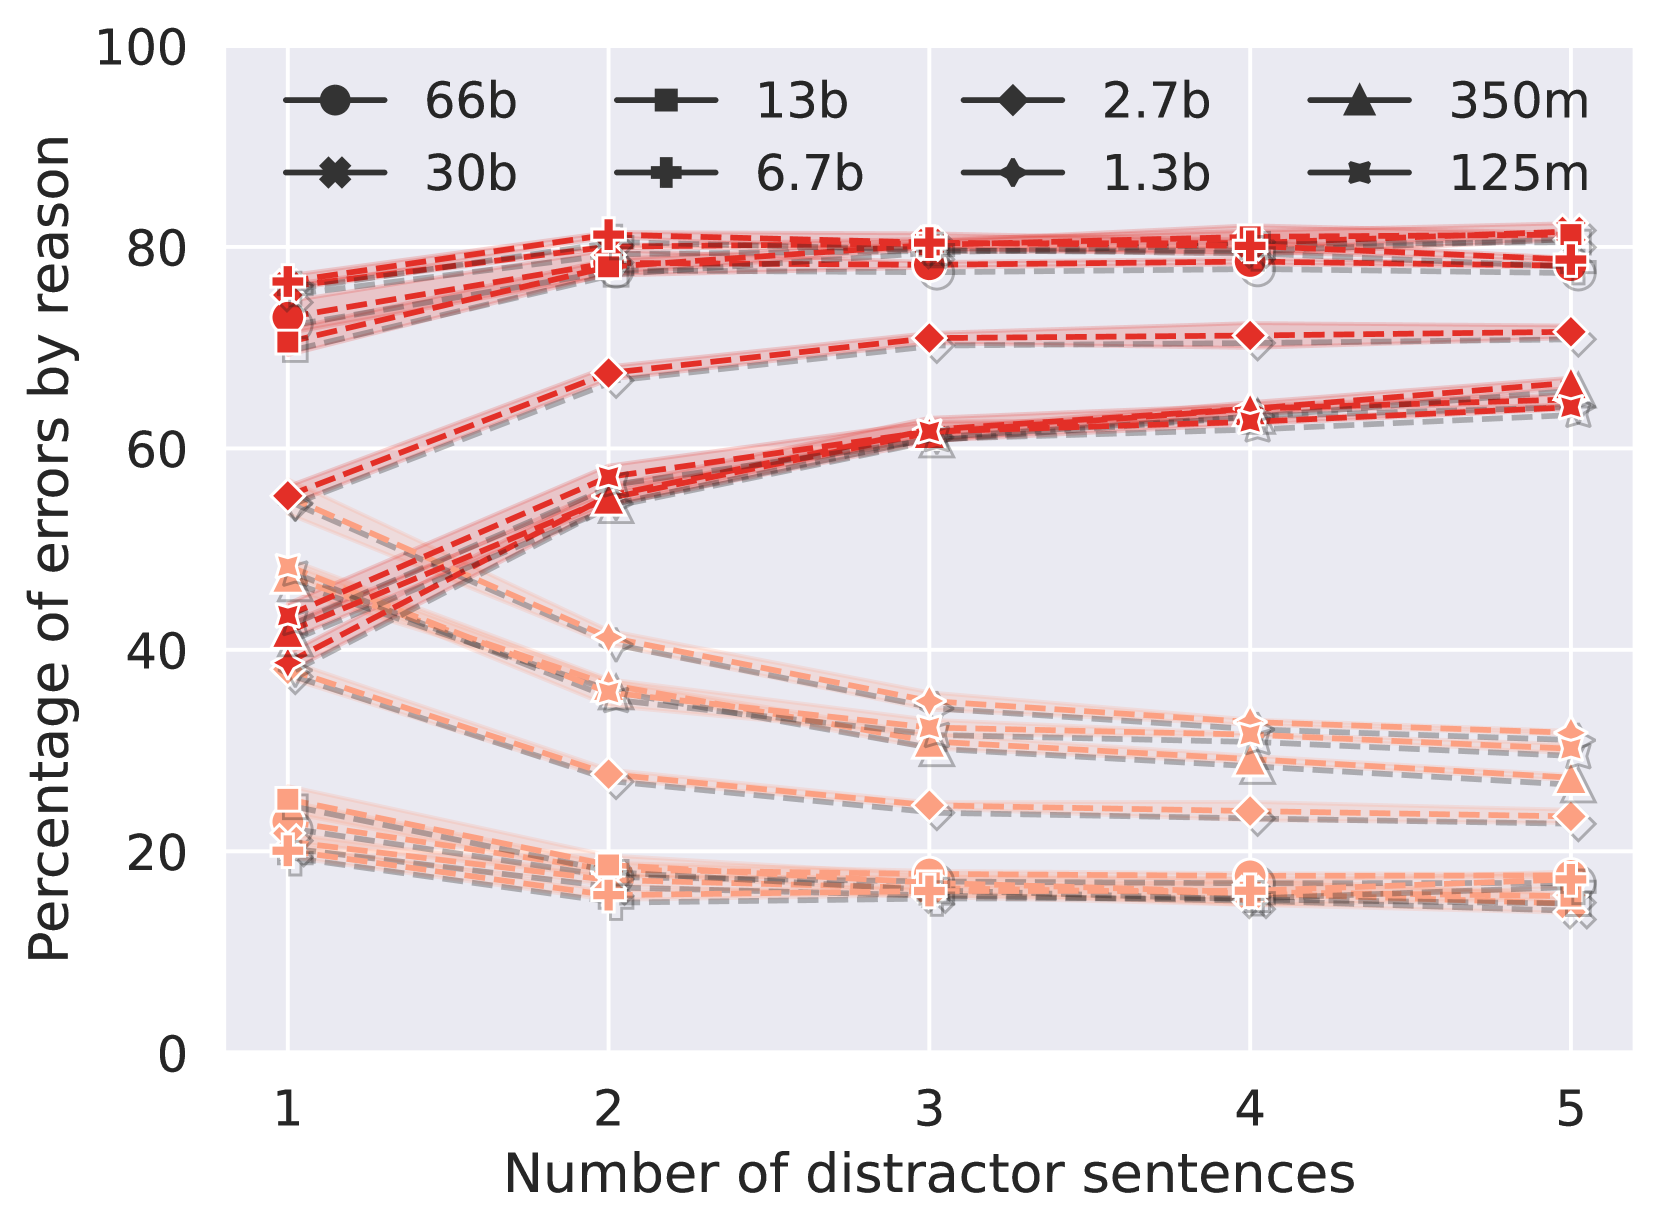 Percentage of errors by reason
100
80
60
40
20
0
66b 13b 2.7b 350m
30b 6.7b 1.3b 125m
1 2 3 4 5
Number of distractor sentences